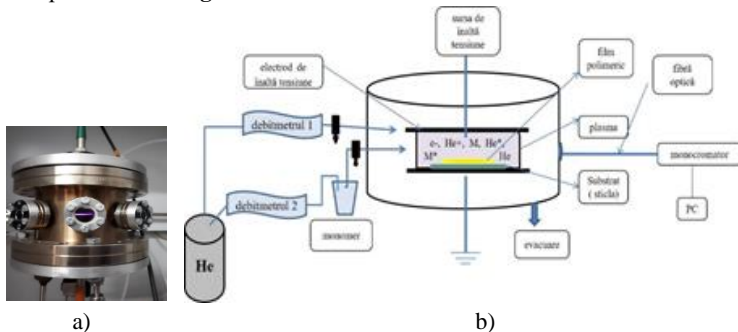 sursa de
înaltă
tensiune
film
polimeric
electrod de
înaltă tensiune
fibră
optică
debitmetrul 1
e-, He+, M, He*,
M*
He
plasma
monocromator
debitmetrul 2
Substrat
( sticla)
PC
monomer
He
evacuare
a)
b)